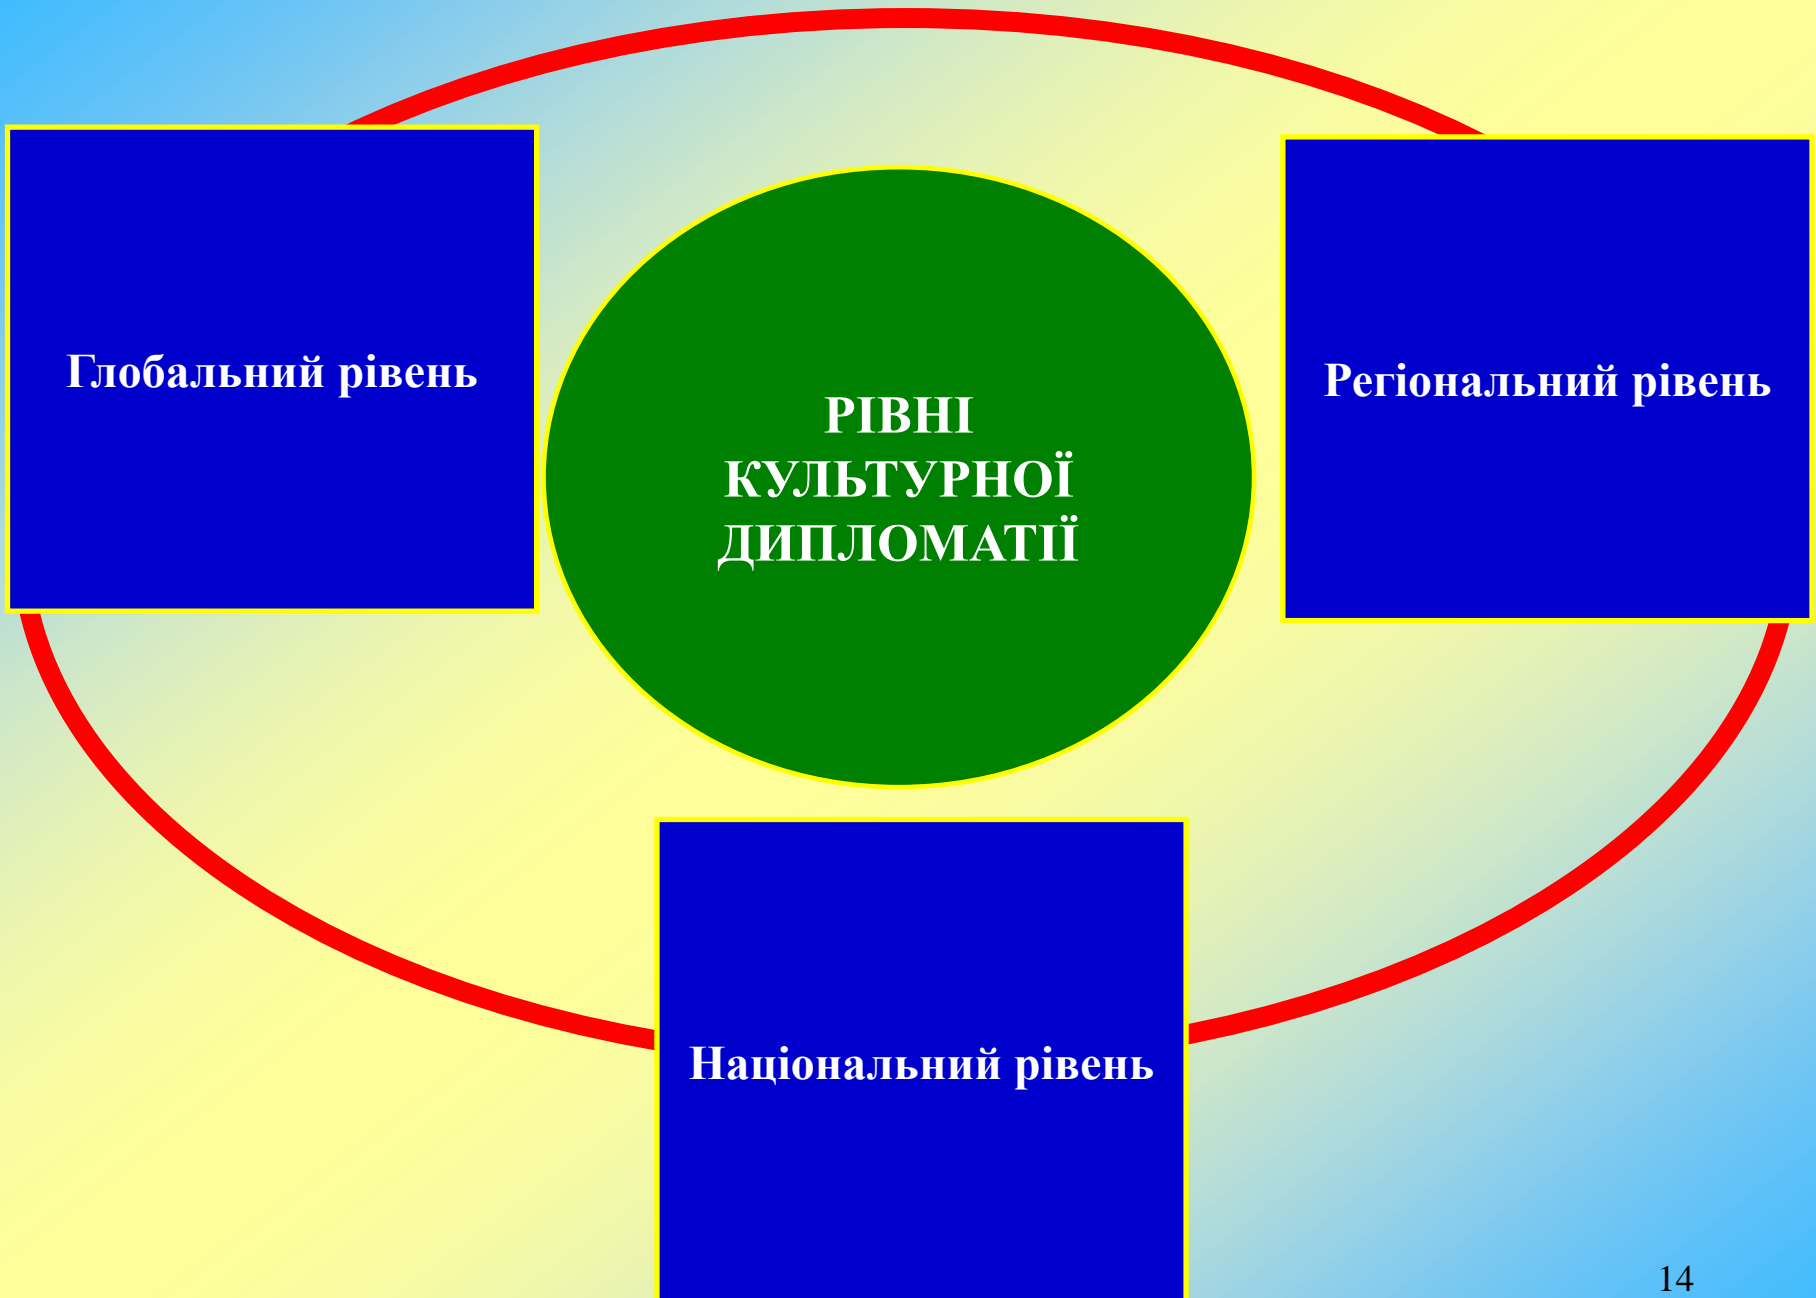 Глобальний рівень
РІВНІ
КУЛЬТУРНОЇ
ДИПЛОМАТІЇ
Регіональний рівень
Національний рівень
14